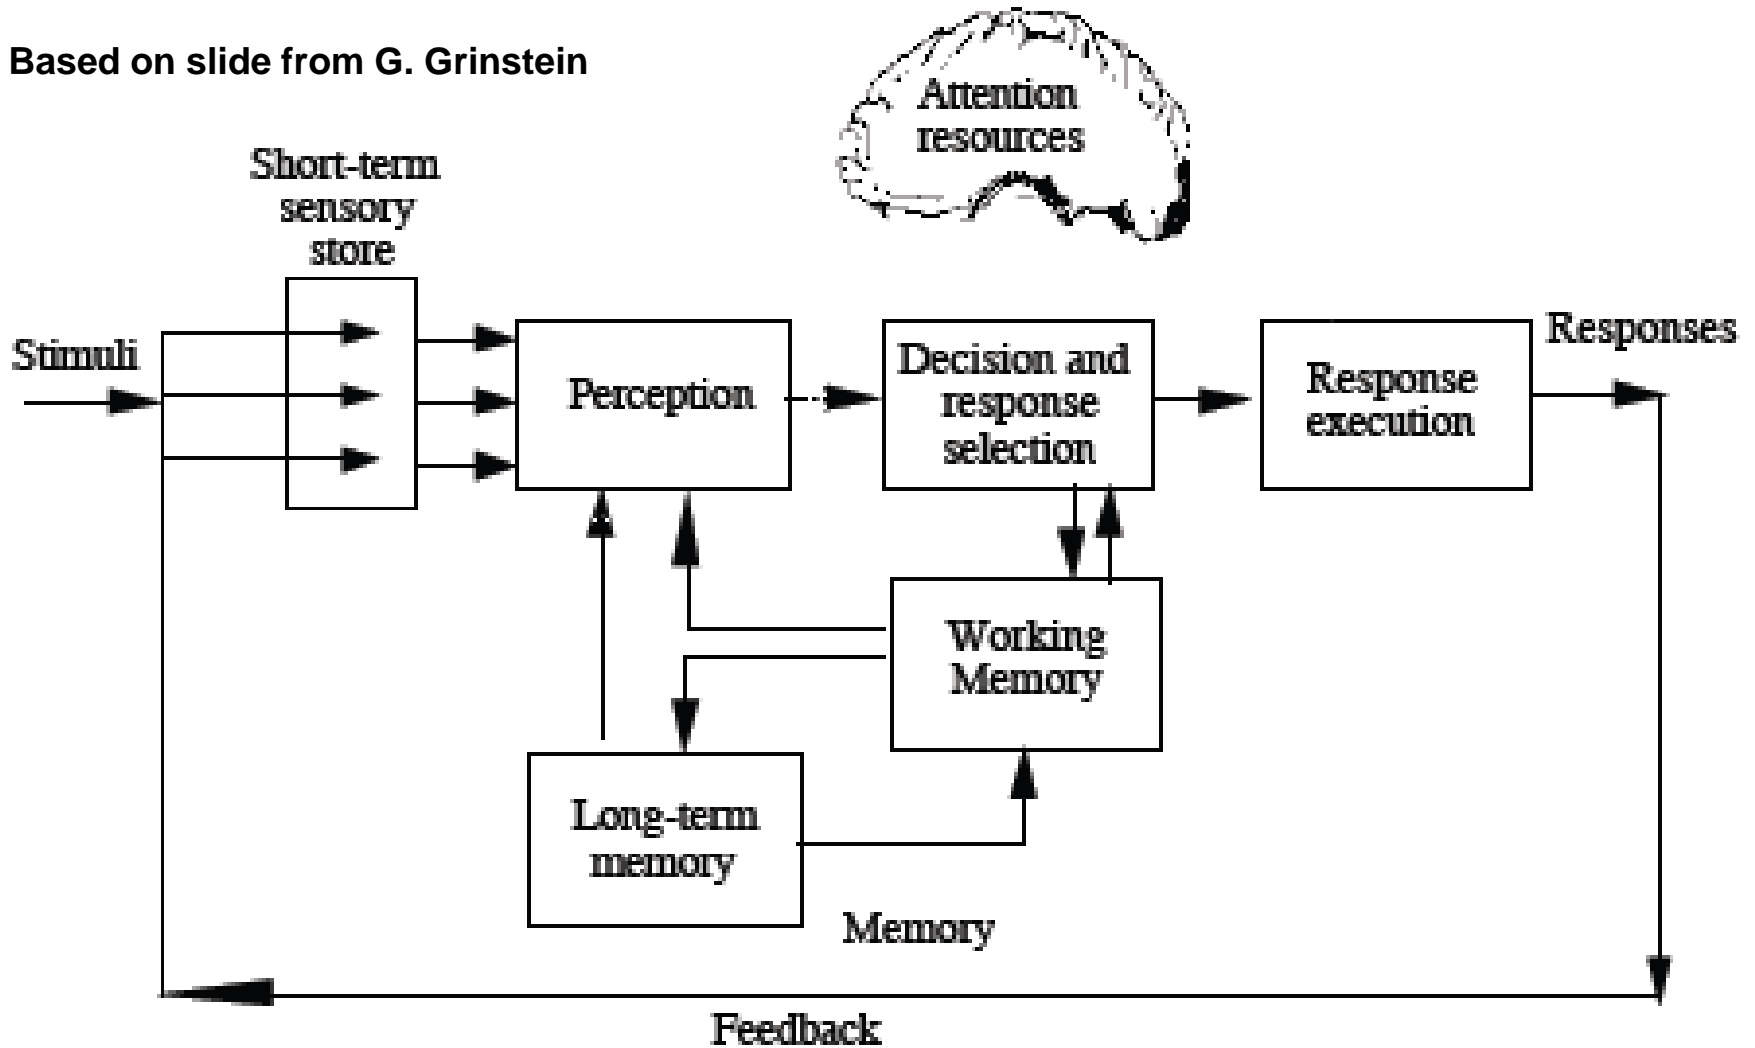 Based on slide from G. Grinstein
Attention
resources
Short-term
sensory
store
Stimuli
Perception
Decision and
response
selection
Response
execution
Responses
Working
Memory
Long-term
memory
Memory
Feedback